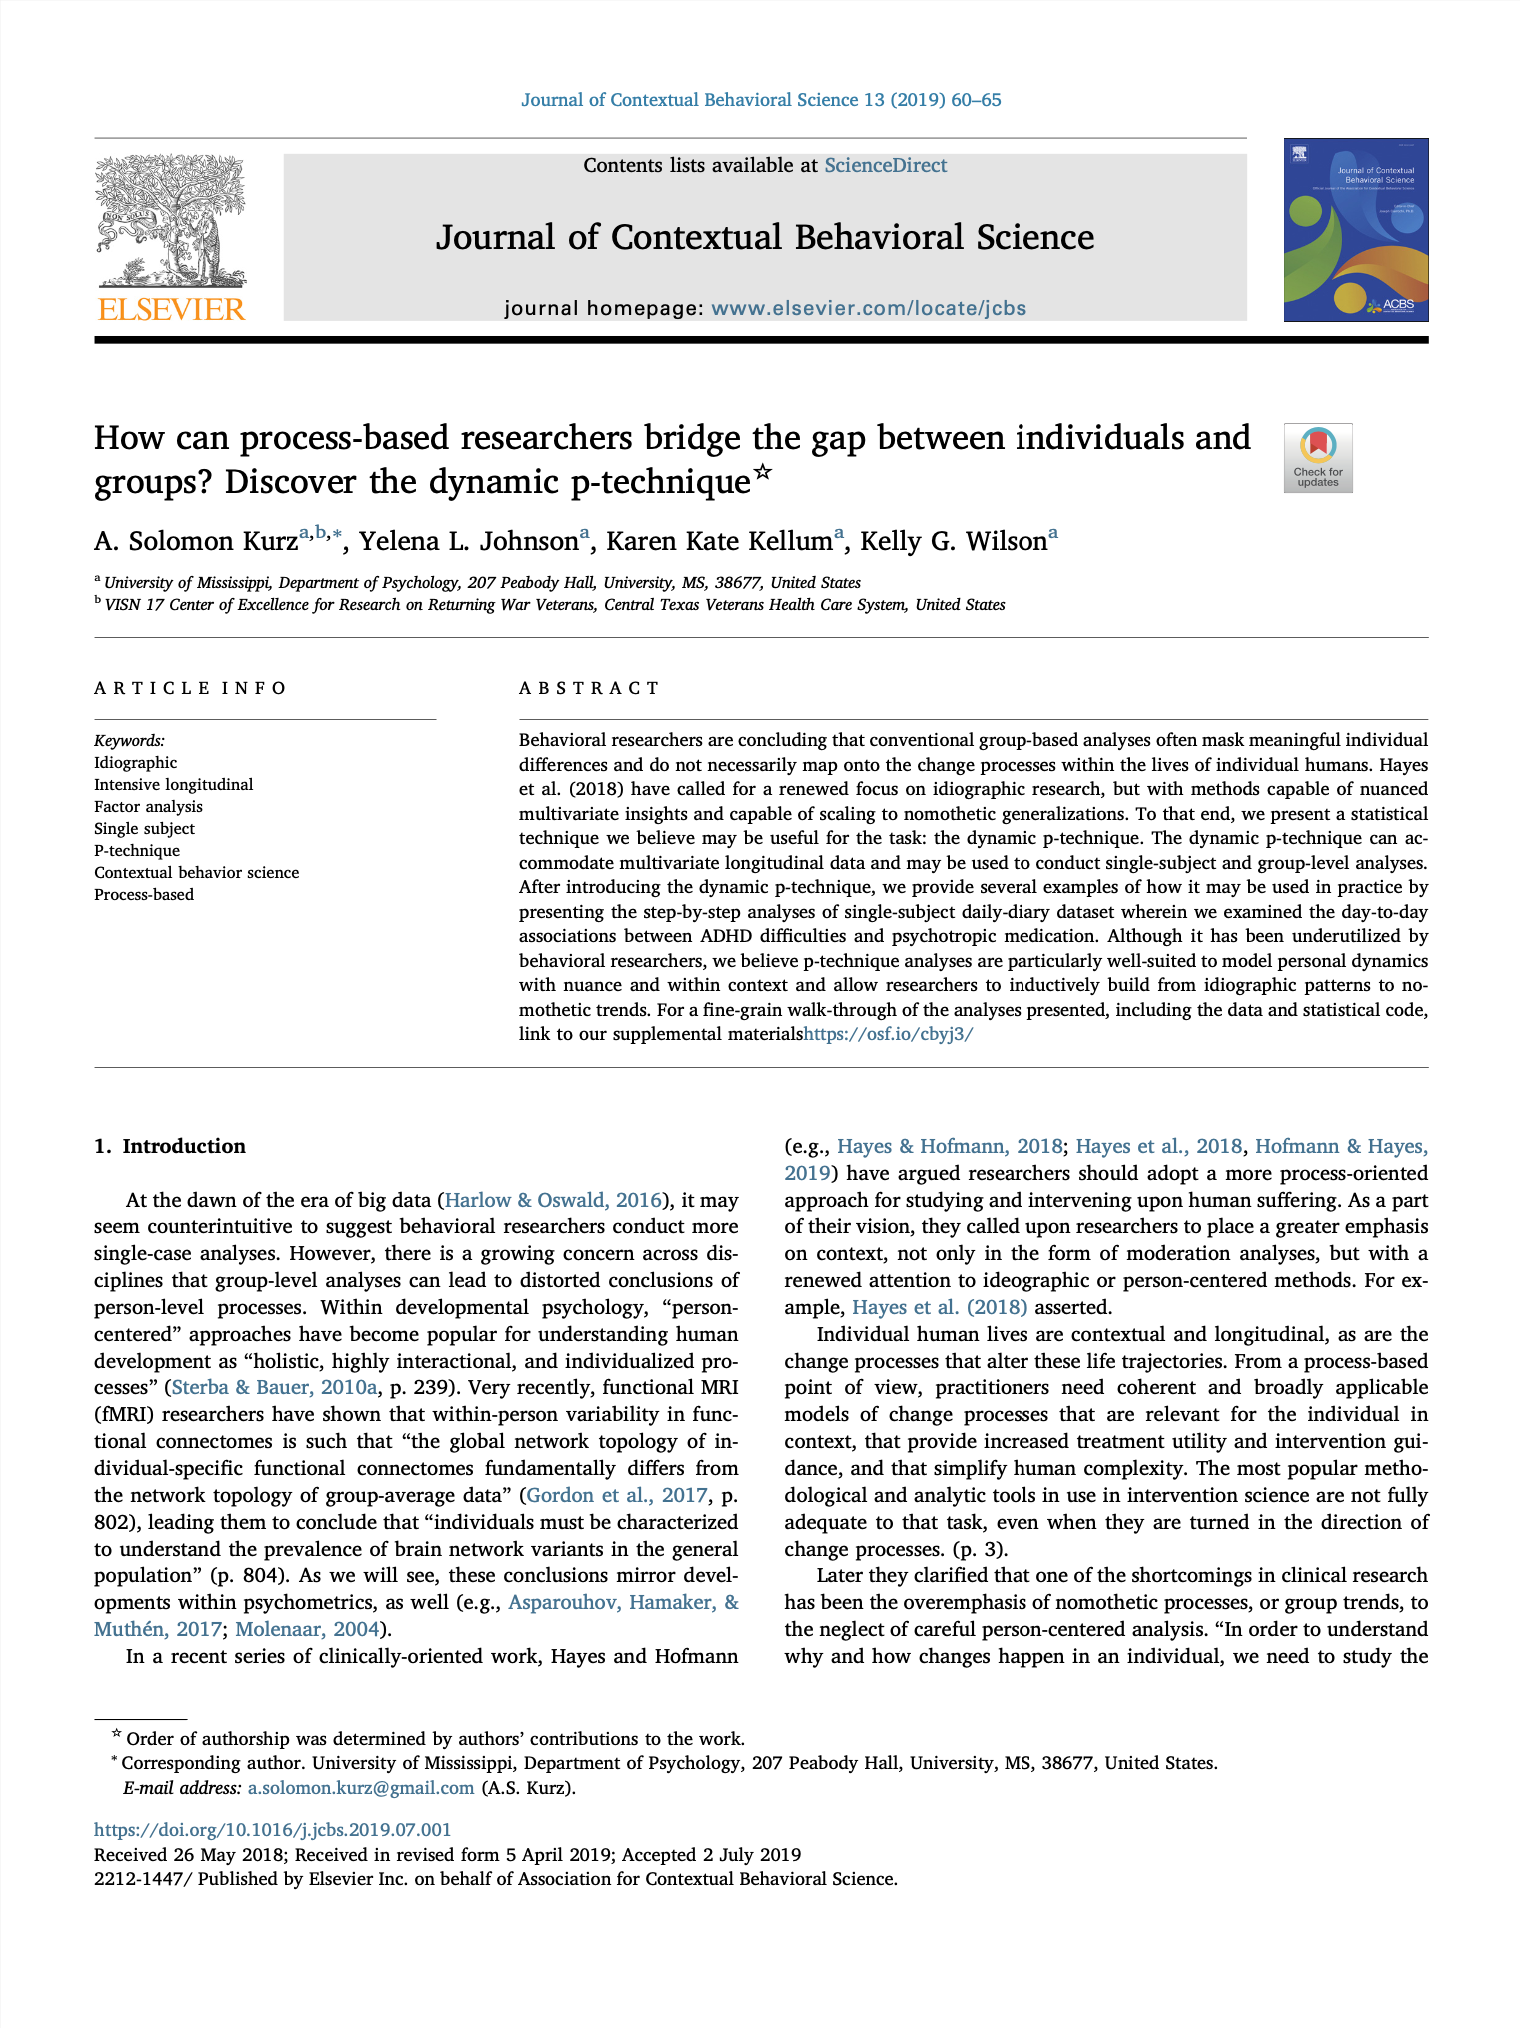 Journal of Contextual Behavioral Science 13 (2019) 60–65
Contents lists available at ScienceDirect
Journal of Contextual Behavioral Science
journal homepage: www.elsevier.com/locate/jcbs
NON SOLUS
ELSEVIER
Journal of Contextual
Behavioral Science
ACBS
How can process-based researchers bridge the gap between individuals and
groups? Discover the dynamic p-technique☆
Check for
updates
A. Solomon Kurzᵃ,ᵇ,*, Yelena L. Johnsonᵃ, Karen Kate Kellumᵃ, Kelly G. Wilsonᵃ
ᵃ University of Mississippi, Department of Psychology, 207 Peabody Hall, University, MS, 38677, United States
ᵇ VISN 17 Center of Excellence for Research on Returning War Veterans, Central Texas Veterans Health Care System, United States
ARTICLE INFO
Keywords:
Idiographic
Intensive longitudinal
Factor analysis
Single subject
P-technique
Contextual behavior science
Process-based
ABSTRACT
Behavioral researchers are concluding that conventional group-based analyses often mask meaningful individual
differences and do not necessarily map onto the change processes within the lives of individual humans. Hayes
et al. (2018) have called for a renewed focus on idiographic research, but with methods capable of nuanced
multivariate insights and capable of scaling to nomothetic generalizations. To that end, we present a statistical
technique we believe may be useful for the task: the dynamic p-technique. The dynamic p-technique can ac-
commodate multivariate longitudinal data and may be used to conduct single-subject and group-level analyses.
After introducing the dynamic p-technique, we provide several examples of how it may be used in practice by
presenting the step-by-step analyses of single-subject daily-diary dataset wherein we examined the day-to-day
associations between ADHD difficulties and psychotropic medication. Although it has been underutilized by
behavioral researchers, we believe p-technique analyses are particularly well-suited to model personal dynamics
with nuance and within context and allow researchers to inductively build from idiographic patterns to no-
mothetic trends. For a fine-grain walk-through of the analyses presented, including the data and statistical code,
link to our supplemental materialshttps://osf.io/cbyj3/
1. Introduction
At the dawn of the era of big data (Harlow & Oswald, 2016), it may
seem counterintuitive to suggest behavioral researchers conduct more
single-case analyses. However, there is a growing concern across dis-
ciplines that group-level analyses can lead to distorted conclusions of
person-level processes. Within developmental psychology, “person-
centered” approaches have become popular for understanding human
development as “holistic, highly interactional, and individualized pro-
cesses” (Sterba & Bauer, 2010a, p. 239). Very recently, functional MRI
(fMRI) researchers have shown that within-person variability in func-
tional connectomes is such that “the global network topology of in-
dividual-specific functional connectomes fundamentally differs from
the network topology of group-average data” (Gordon et al., 2017, p.
802), leading them to conclude that “individuals must be characterized
to understand the prevalence of brain network variants in the general
population” (p. 804). As we will see, these conclusions mirror devel-
opments within psychometrics, as well (e.g., Asparouhov, Hamaker, &
Muthén, 2017; Molenaar, 2004).
In a recent series of clinically-oriented work, Hayes and Hofmann
(e.g., Hayes & Hofmann, 2018; Hayes et al., 2018, Hofmann & Hayes,
2019) have argued researchers should adopt a more process-oriented
approach for studying and intervening upon human suffering. As a part
of their vision, they called upon researchers to place a greater emphasis
on context, not only in the form of moderation analyses, but with a
renewed attention to ideographic or person-centered methods. For ex-
ample, Hayes et al. (2018) asserted.
Individual human lives are contextual and longitudinal, as are the
change processes that alter these life trajectories. From a process-based
point of view, practitioners need coherent and broadly applicable
models of change processes that are relevant for the individual in
context, that provide increased treatment utility and intervention gui-
dance, and that simplify human complexity. The most popular metho-
dological and analytic tools in use in intervention science are not fully
adequate to that task, even when they are turned in the direction of
change processes. (p. 3).
Later they clarified that one of the shortcomings in clinical research
has been the overemphasis of nomothetic processes, or group trends, to
the neglect of careful person-centered analysis. “In order to understand
why and how changes happen in an individual, we need to study the
☆ Order of authorship was determined by authors’ contributions to the work.
* Corresponding author. University of Mississippi, Department of Psychology, 207 Peabody Hall, University, MS, 38677, United States.
E-mail address: a.solomon.kurz@gmail.com (A.S. Kurz).
https://doi.org/10.1016/j.jcbs.2019.07.001
Received 26 May 2018; Received in revised form 5 April 2019; Accepted 2 July 2019
2212-1447/ Published by Elsevier Inc. on behalf of Association for Contextual Behavioral Science.